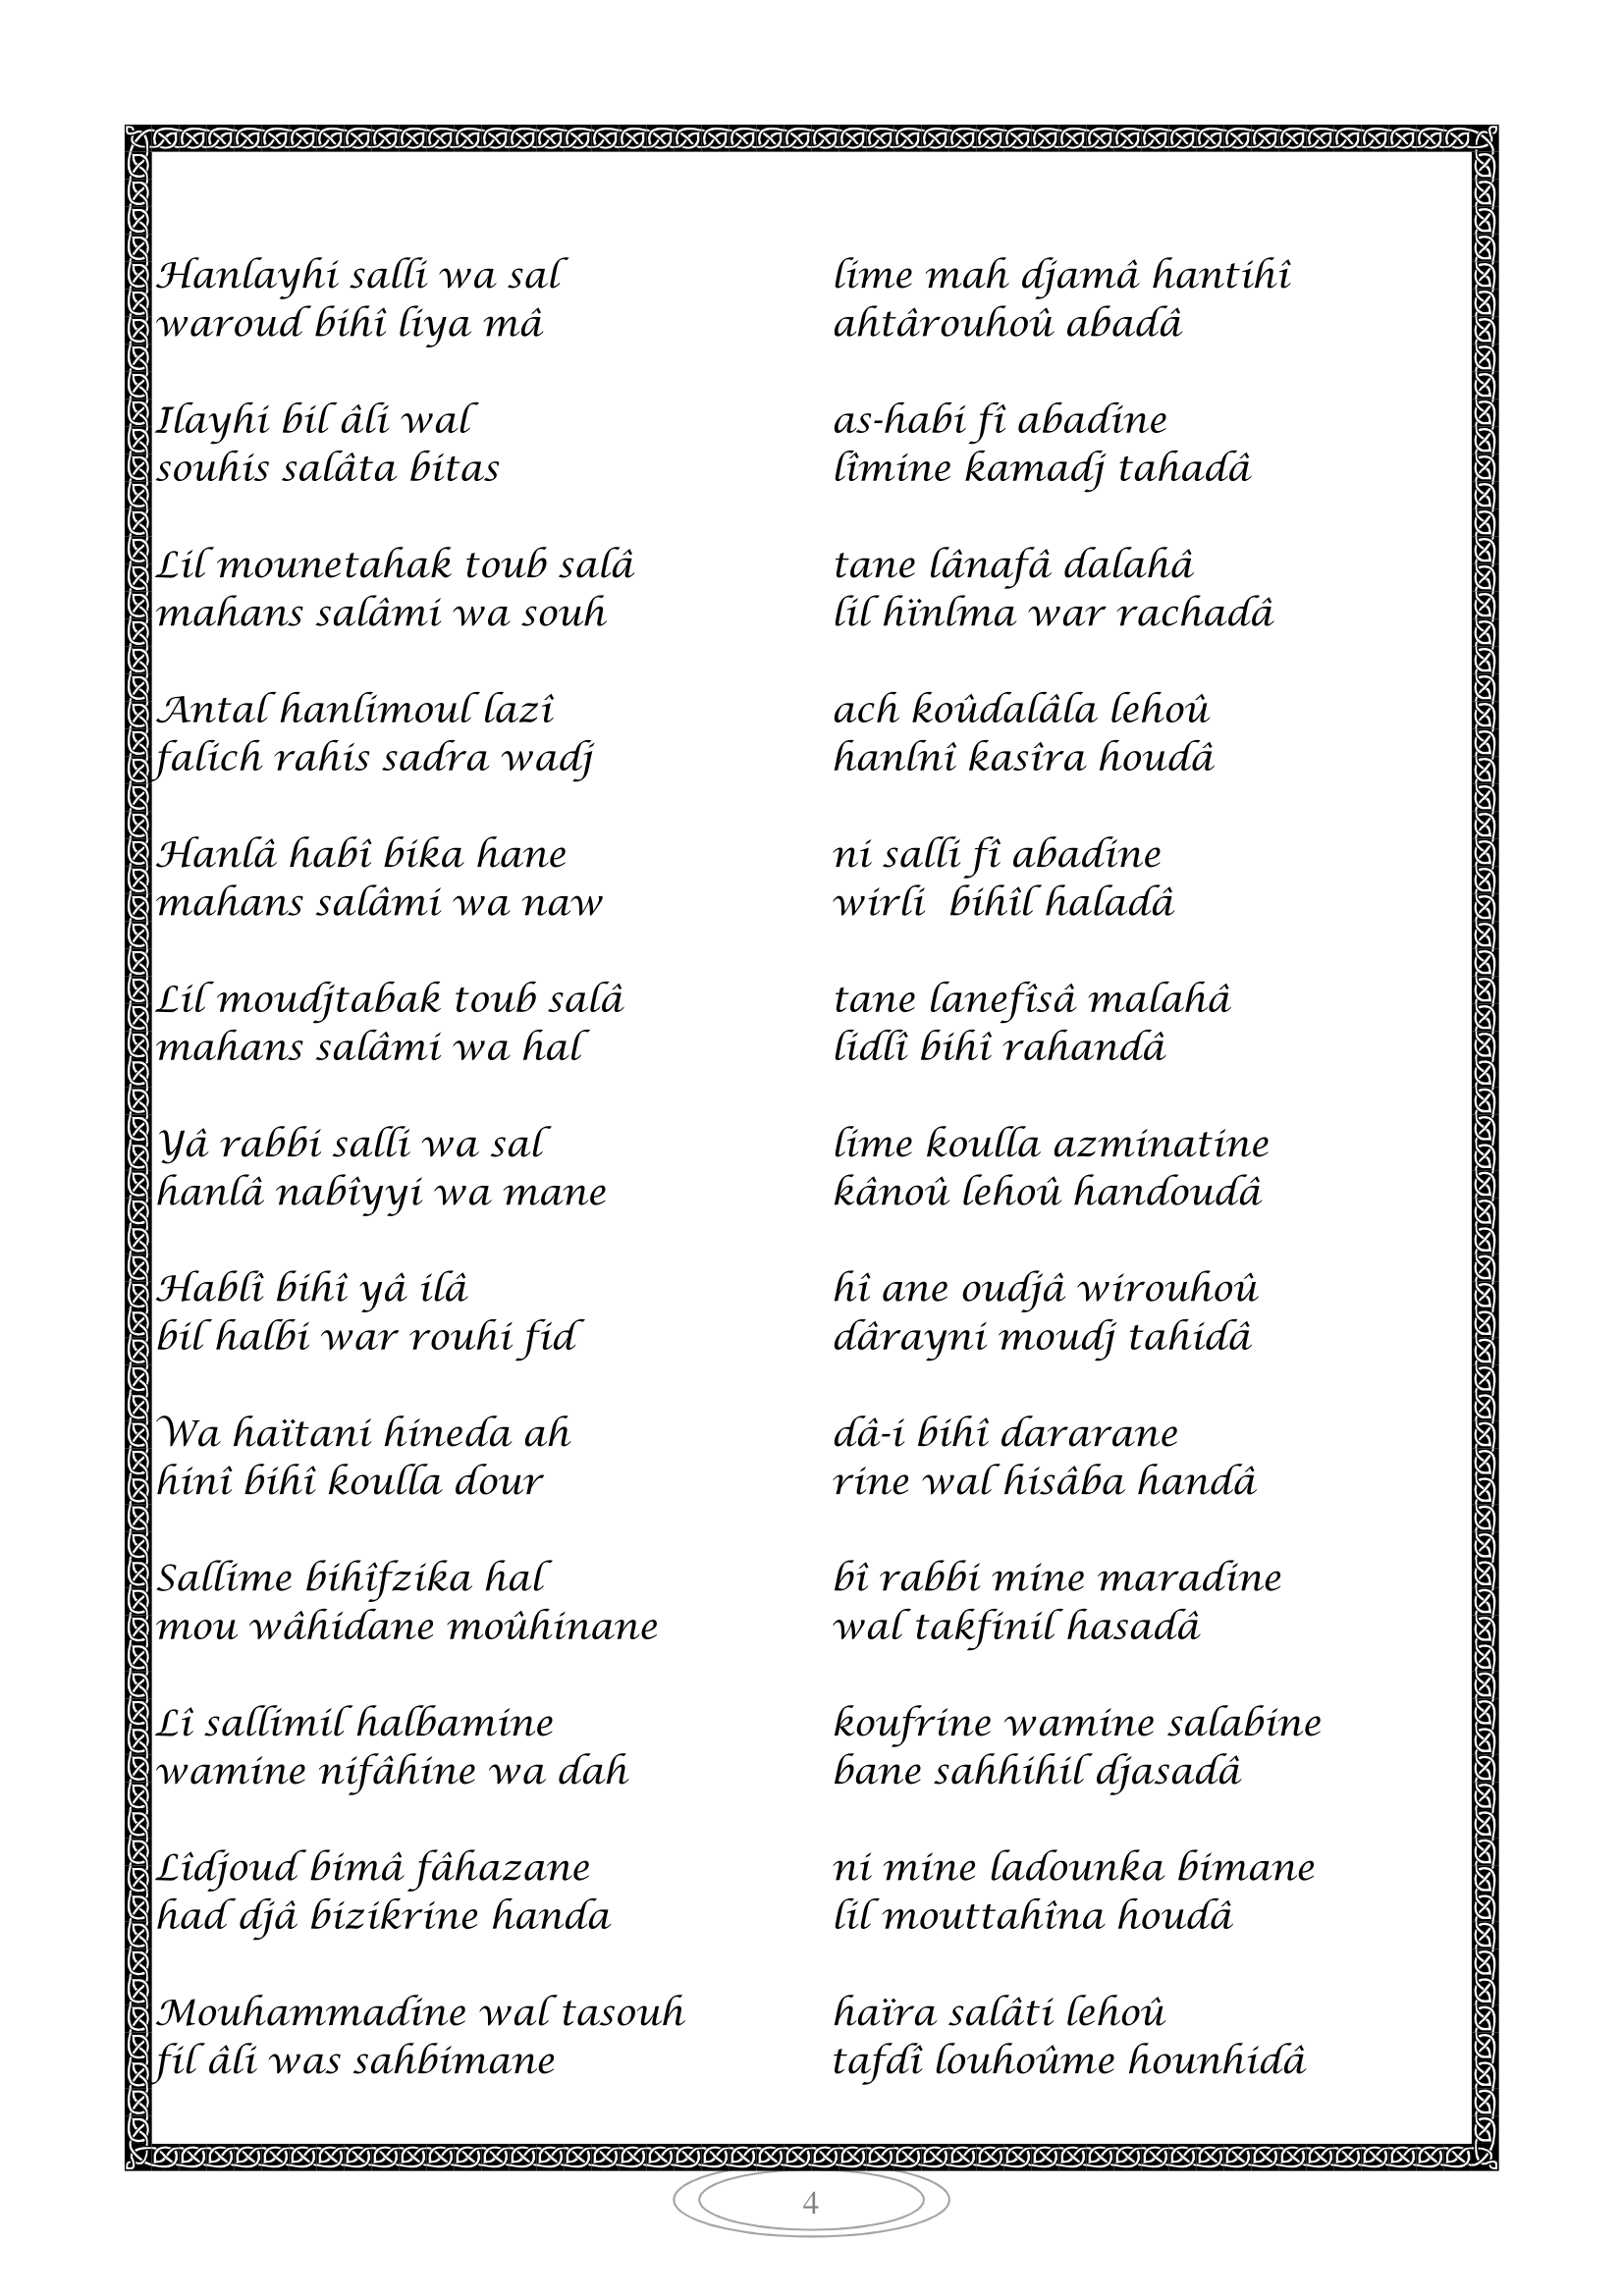 Hanlayhi salli wa sal lime mah djamâ hantihî
waroud bihî liya mâ ahtârouhoû abadâ
Ilayhi bil âli wal as-habi fî abadine
souhis salâta bitas lîmine kamadj tahadâ
Lil mounetahak toub salâ tane lânafâ dalahâ
mahans salâmi wa souh lil hïnlma war rachadâ
Antal hanlimoul lazî ach koûdalâla lehoû
falich rahis sadra wadj hanlnî kasîra houdâ
Hanlâ habî bika hane ni salli fî abadine
mahans salâmi wa naw wirli  bihîl haladâ
Lil moudjtabak toub salâ tane lanefîsâ malahâ
mahans salâmi wa hal lidlî bihî rahandâ
Yâ rabbi salli wa sal lime koulla azminatine
hanlâ nabîyyi wa mane kânoû lehoû handoudâ
Hablî bihî yâ ilâ hî ane oudjâ wirouhoû
bil halbi war rouhi fid dârayni moudj tahidâ
Wa haïtani hineda ah dâ-i bihî dararane
hinî bihî koulla dour rine wal hisâba handâ
Sallime bihîfzika hal bî rabbi mine maradine
mou wâhidane moûhinane wal takfinil hasadâ
Lî sallimil halbamine koufrine wamine salabine
wamine nifâhine wa dah bane sahhihil djasadâ
Lîdjoud bimâ fâhazane ni mine ladounka bimane
had djâ bizikrine handa lil mouttahîna houdâ
Mouhammadine wal tasouh haïra salâti lehoû
fil âli was sahbimane tafdî louhoûme hounhidâ
4